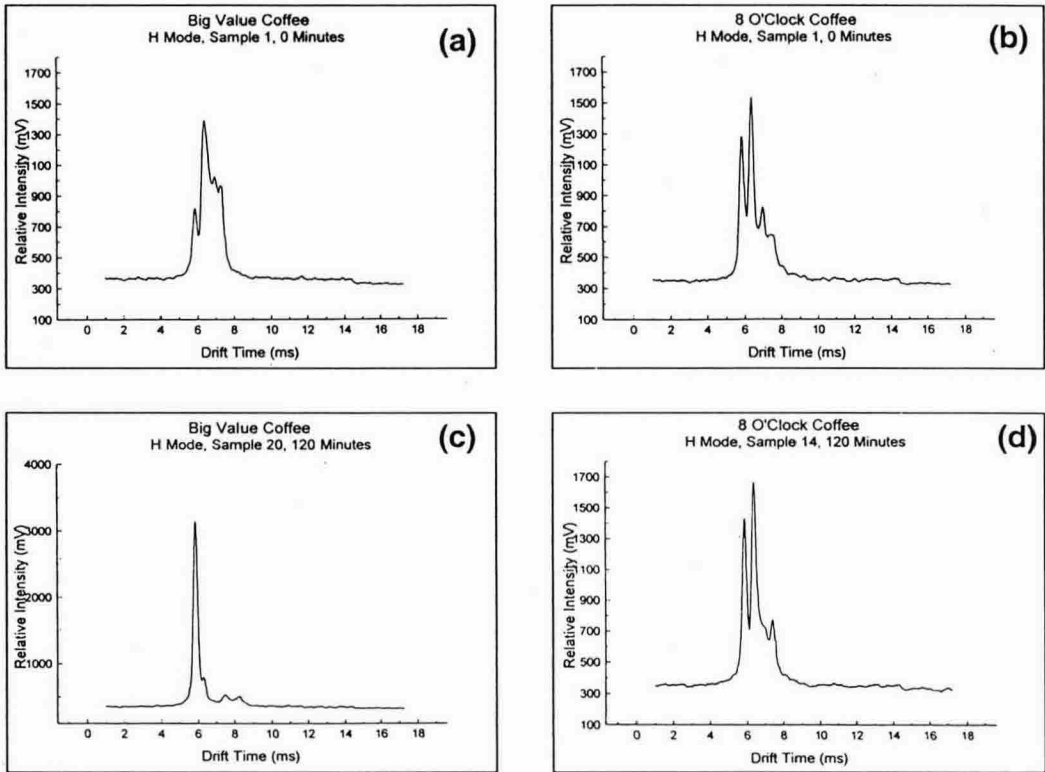 Big Value Coffee
H Mode, Sample 1, 0 Minutes
(a)
Relative Intensity (mV)
1700
1500
1300
1100
900
700
500
300
100
0 2 4 6 8 10 12 14 16 18
Drift Time (ms)
8 O'Clock Coffee
H Mode, Sample 1, 0 Minutes
(b)
Relative Intensity (mV)
1700
1500
1300
1100
900
700
500
300
100
0 2 4 6 8 10 12 14 16 18
Drift Time (ms)
Big Value Coffee
H Mode, Sample 20, 120 Minutes
(c)
Relative Intensity (mV)
4000
3000
2000
1000
0 2 4 6 8 10 12 14 16 18
Drift Time (ms)
8 O'Clock Coffee
H Mode, Sample 14, 120 Minutes
(d)
Relative Intensity (mV)
1700
1500
1300
1100
900
700
500
300
100
0 2 4 6 8 10 12 14 16 18
Drift Time (ms)